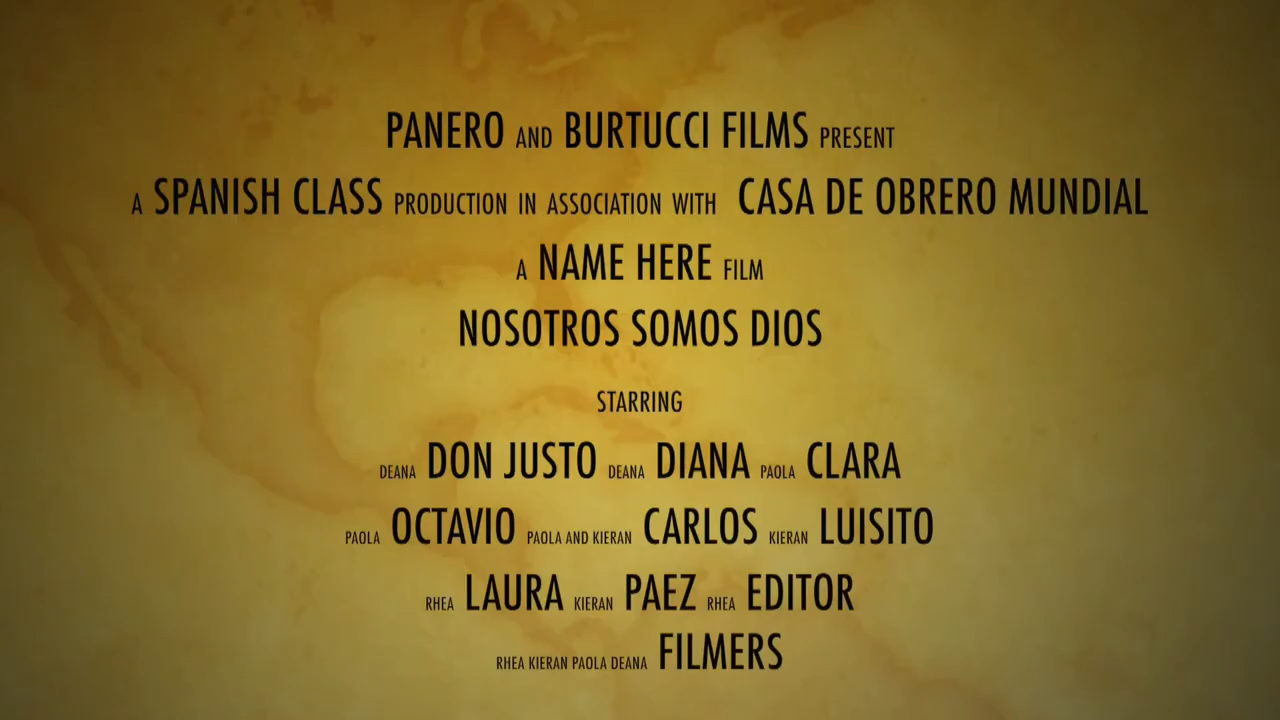 PANERO AND BURTUCCI FILMS PRESENT
A SPANISH CLASS PRODUCTION IN ASSOCIATION WITH CASA DE OBRERO MUNDIAL
A NAME HERE FILM
NOSOTROS SOMOS DIOS
STARRING
DEANA DON JUSTO DEANA DIANA PAOLA CLARA
PAOLA OCTAVIO PAOLA AND KIERAN CARLOS KIERAN LUISITO
RHEA LAURA KIERAN PAEZ RHEA EDITOR
RHEA KIERAN PAOLA DEANA FILMERS